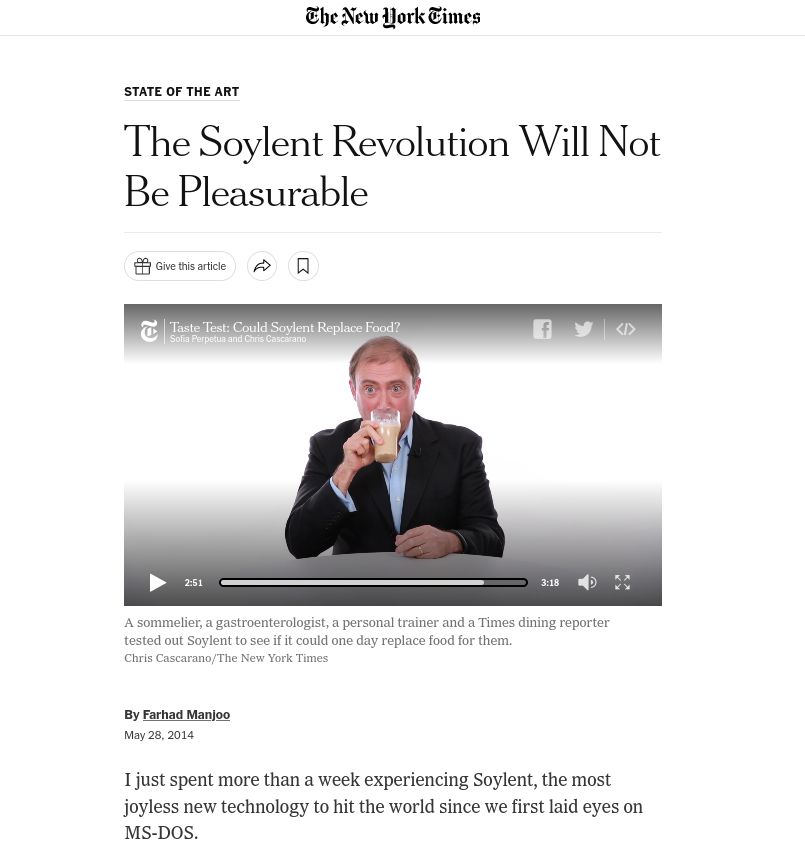 The New York Times
STATE OF THE ART
The Soylent Revolution Will Not
Be Pleasurable
Give this article
Taste Test: Could Soylent Replace Food?
Sofia Perpetua and Chris Cascarano
2:51
3:18
A sommelier, a gastroenterologist, a personal trainer and a Times dining reporter
tested out Soylent to see if it could one day replace food for them.
Chris Cascarano/The New York Times
By Farhad Manjoo
May 28, 2014
I just spent more than a week experiencing Soylent, the most
joyless new technology to hit the world since we first laid eyes on
MS-DOS.